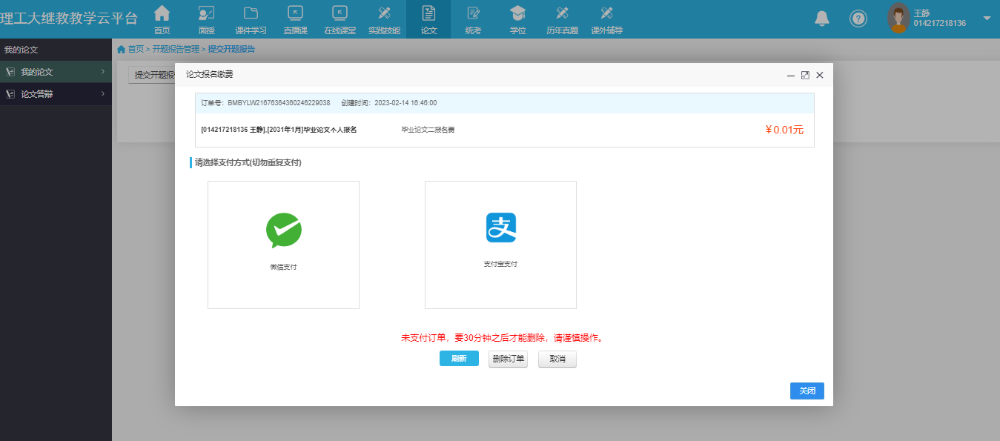 理工大继教教学云平台
首页
面授
课件学习
直播课
在线课堂
实践技能
论文
统考
学位
历年真题
课外辅导
王静
014217218136
我的论文
首页 > 开题报告管理 > 提交开题报告
我的论文
论文答辩
提交开题报
论文报名缴费
订单号: BMBYLW21676364360246229038 创建时间: 2023-02-14 16:46:00
[014217218136 王静].[2031年1月]毕业论文个人报名 毕业论文二报名费 ￥0.01元
请选择支付方式(切勿重复支付)
支
微信支付
支付宝支付
未支付订单，要30分钟之后才能删除，请谨慎操作。
刷新
删除订单
取消
关闭